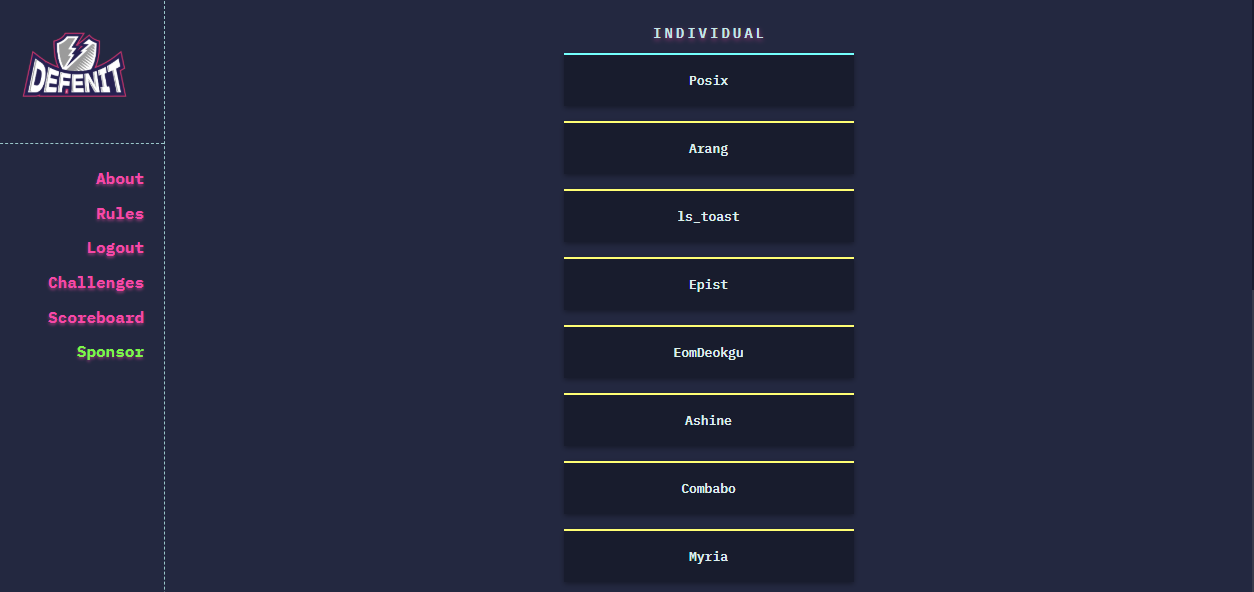 DEFENIT
About
Rules
Logout
Challenges
Scoreboard
Sponsor
INDIVIDUAL
Posix
Arang
ls_toast
Epist
EomDeokgu
Ashine
Combabo
Myria